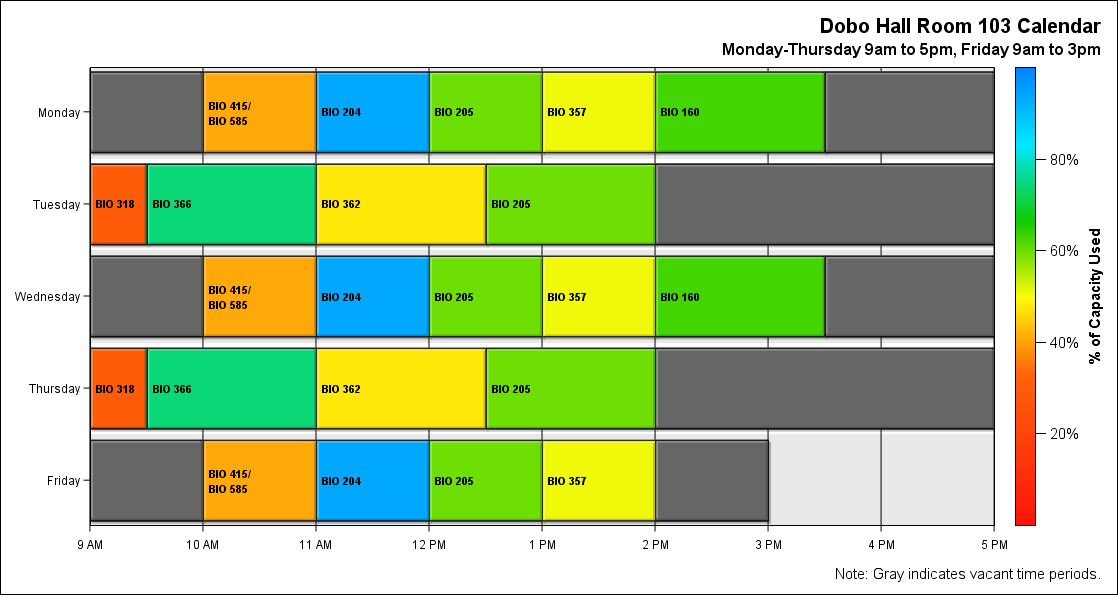 Dobo Hall Room 103 Calendar
Monday-Thursday 9am to 5pm, Friday 9am to 3pm
Monday
BIO 415/
BIO 585
BIO 204
BIO 205
BIO 357
BIO 160
Tuesday
BIO 318
BIO 366
BIO 362
BIO 205
Wednesday
BIO 415/
BIO 585
BIO 204
BIO 205
BIO 357
BIO 160
Thursday
BIO 318
BIO 366
BIO 362
BIO 205
Friday
BIO 415/
BIO 585
BIO 204
BIO 205
BIO 357
9 AM
10 AM
11 AM
12 PM
1 PM
2 PM
3 PM
4 PM
5 PM
80%
60%
40%
20%
% of Capacity Used
Note: Gray indicates vacant time periods.